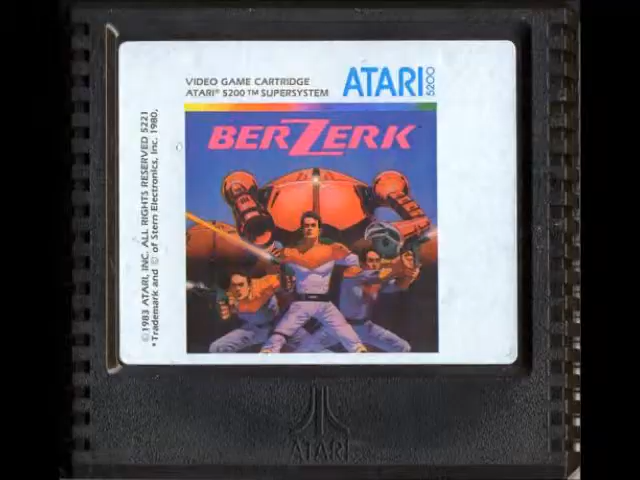 VIDEO GAME CARTRIDGE
ATARI® 5200™ SUPERSYSTEM
ATARI 5200
BERZERK™
©1983 ATARI, INC. ALL RIGHTS RESERVED 5221
*Trademark and © of Stern Electronics, Inc. 1980.
ATARI